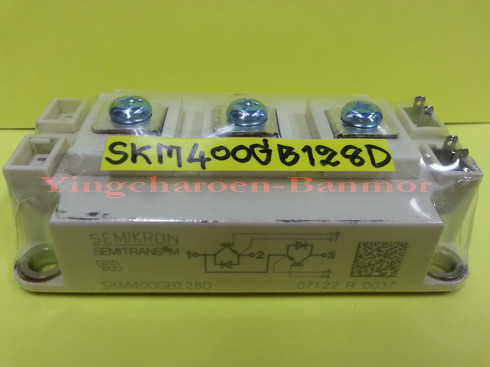 SKM400GB128D
Yingcharoen-Banmor
SEMIKRON
SEMITRANS®M
1 2 3
SKM400GB128D
07122 R 0037